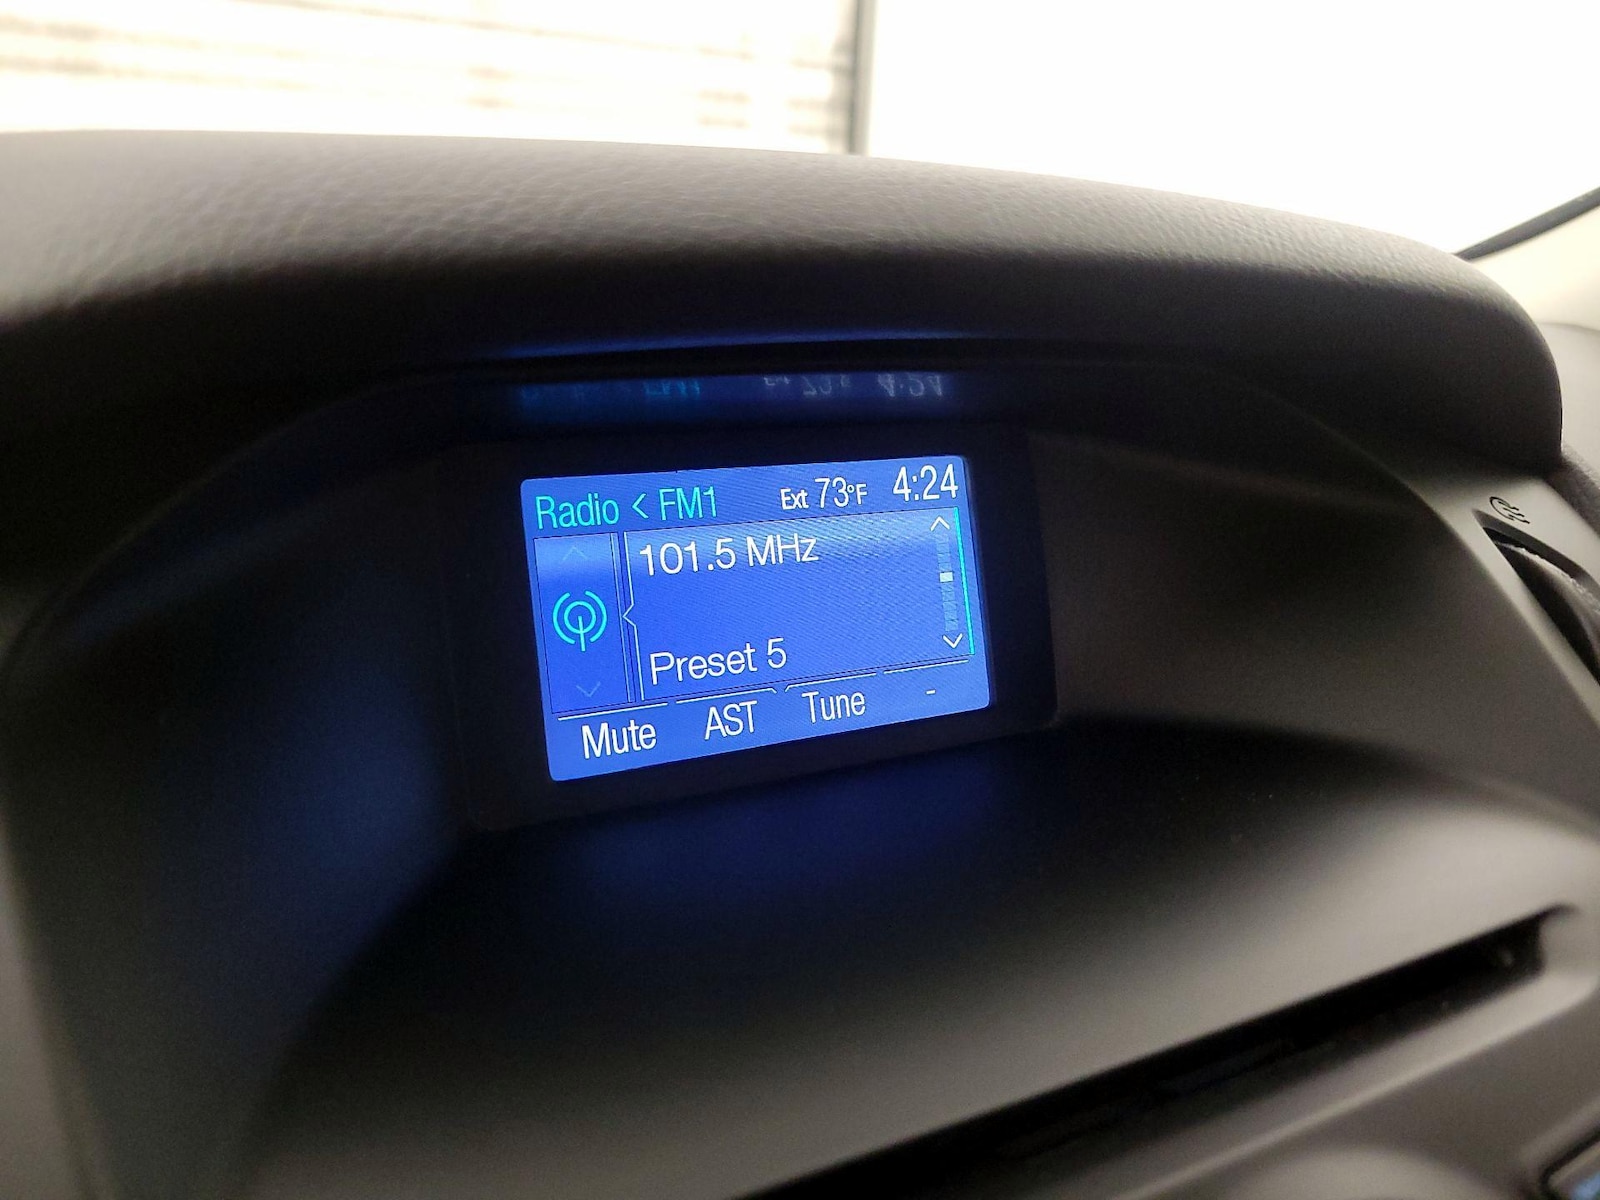 Radio < FM1 Ext 73°F 4:24
101.5 MHz
Preset 5
Mute AST Tune -